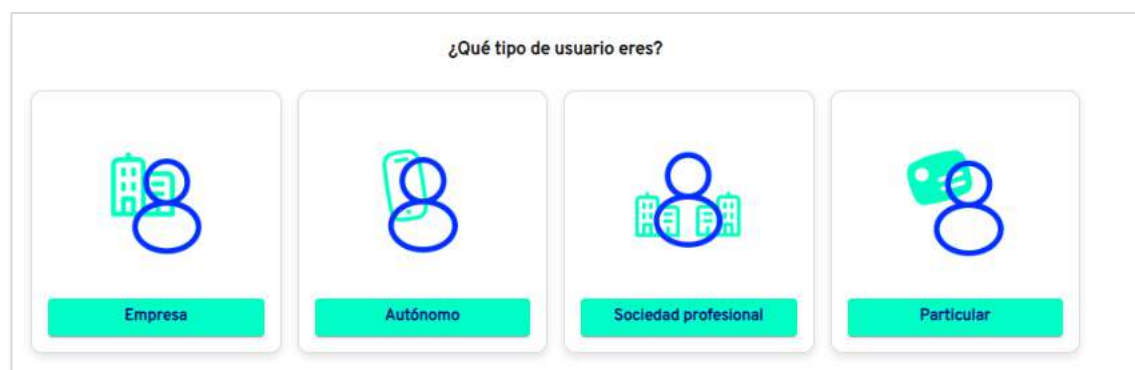 ¿Qué tipo de usuario eres?
Empresa
Autónomo
Sociedad profesional
Particular